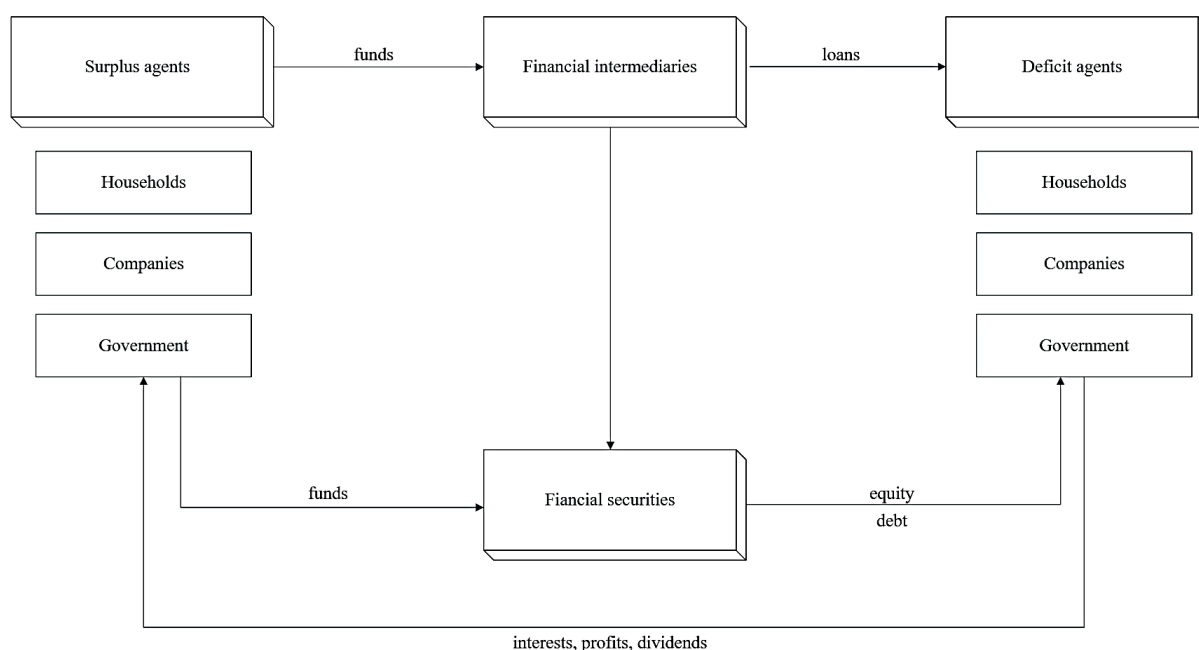 Surplus agents
funds
Financial intermediaries
loans
Deficit agents
Households
Households
Companies
Companies
Government
Government
funds
Fiancial securities
equity
debt
interests, profits, dividends